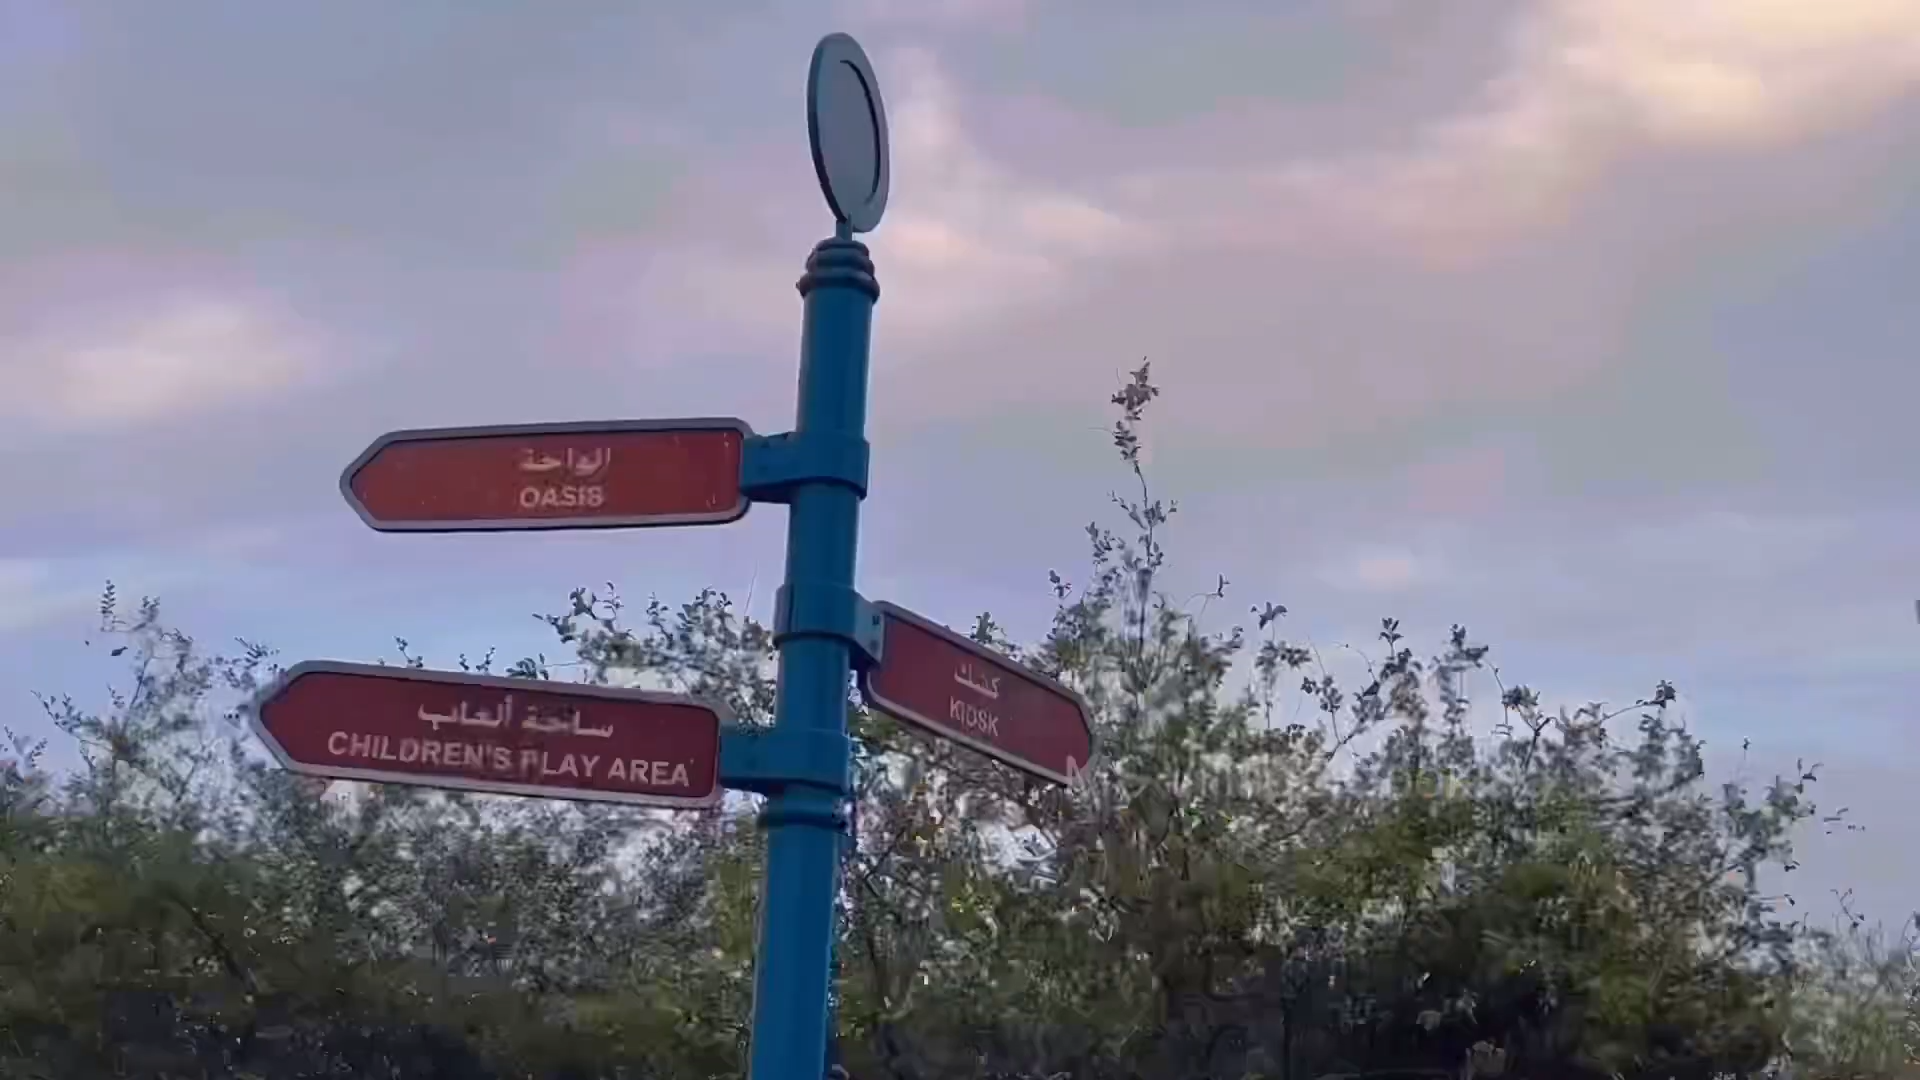 الواحة
OASIS
كشك
KIOSK
ساحة ألعاب
CHILDREN'S PLAY AREA